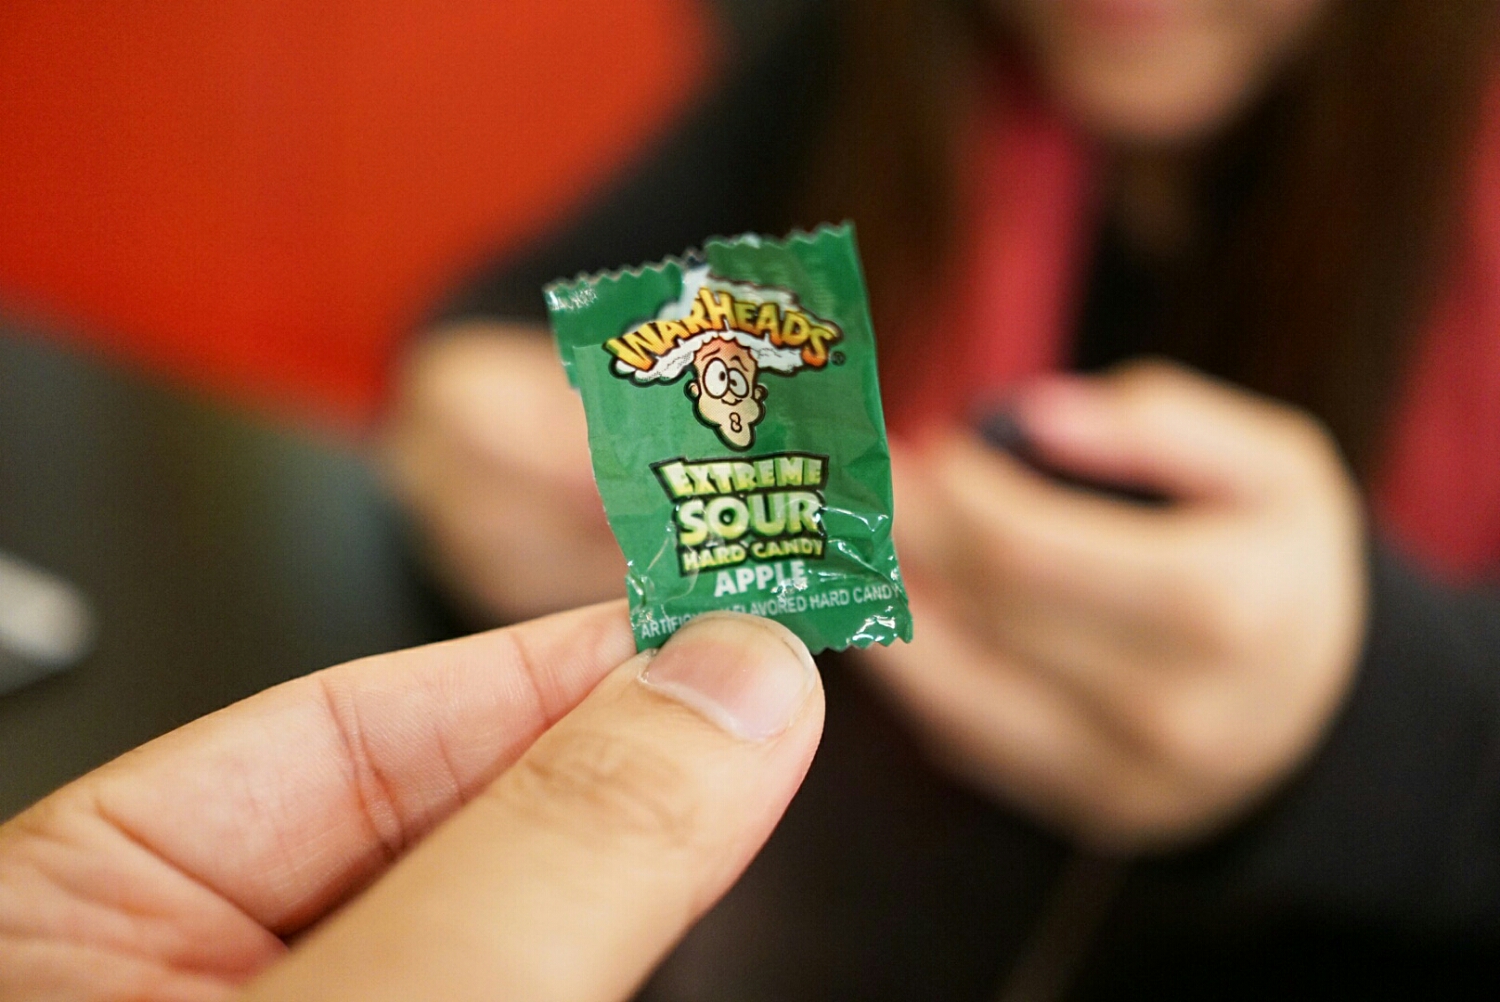 WARHEADS®
EXTREME
SOUR
HARD CANDY
APPLE
FLAVORED HARD CANDY